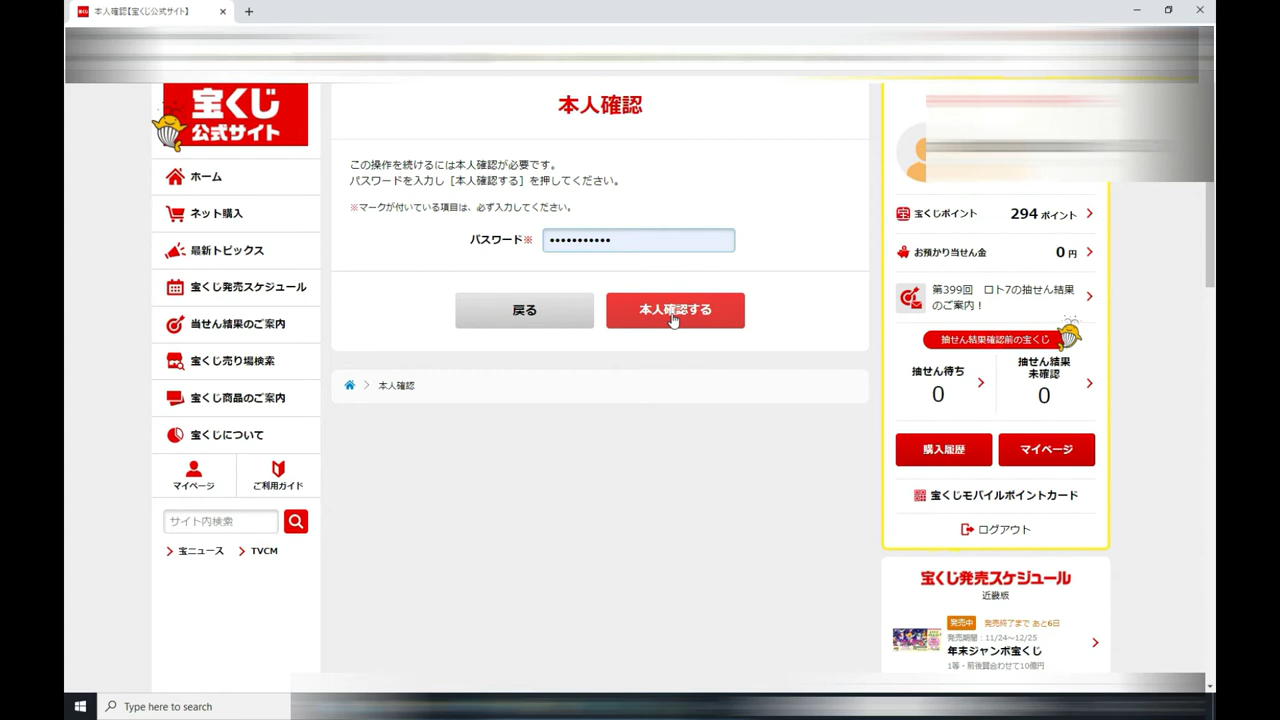 本人確認【宝くじ公式サイト】
宝くじ
公式サイト
ホーム
ネット購入
最新トピックス
宝くじ発売スケジュール
当せん結果のご案内
宝くじ売り場検索
宝くじ商品のご案内
宝くじについて
マイページ
ご利用ガイド
サイト内検索
宝ニュース
TVCM
本人確認
この操作を続けるには本人確認が必要です。
パスワードを入力し［本人確認する］を押してください。
※マークが付いている項目は、必ず入力してください。
パスワード※ •••••••••••
戻る
本人確認する
本人確認
宝くじポイント 294 ポイント
お預かり当せん金 0 円
第399回 ロト7の抽せん結果
のご案内！
抽せん結果確認前の宝くじ
抽せん待ち
0
抽せん結果
未確認
0
購入履歴
マイページ
宝くじモバイルポイントカード
ログアウト
宝くじ発売スケジュール
近畿版
発売中 発売終了まで あと6日
発売期間：11/24～12/25
年末ジャンボ宝くじ
1等・前後賞合わせて10億円
Type here to search